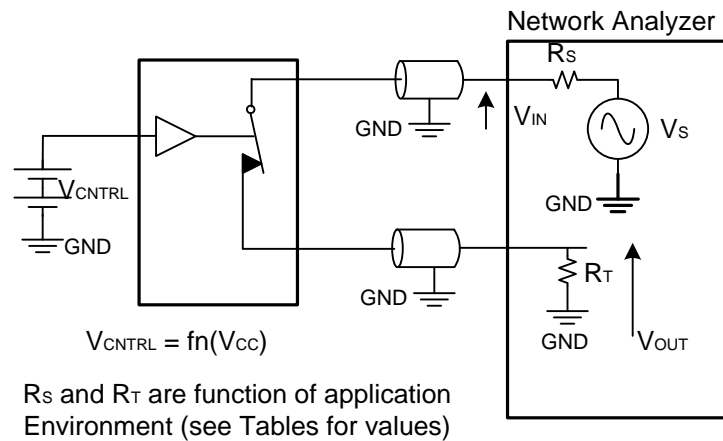 Network Analyzer
RS
GND
VIN
VS
VCNTRL
GND
GND
GND
RT
GND
VOUT
VCNTRL = fn(VCC)
RS and RT are function of application
Environment (see Tables for values)